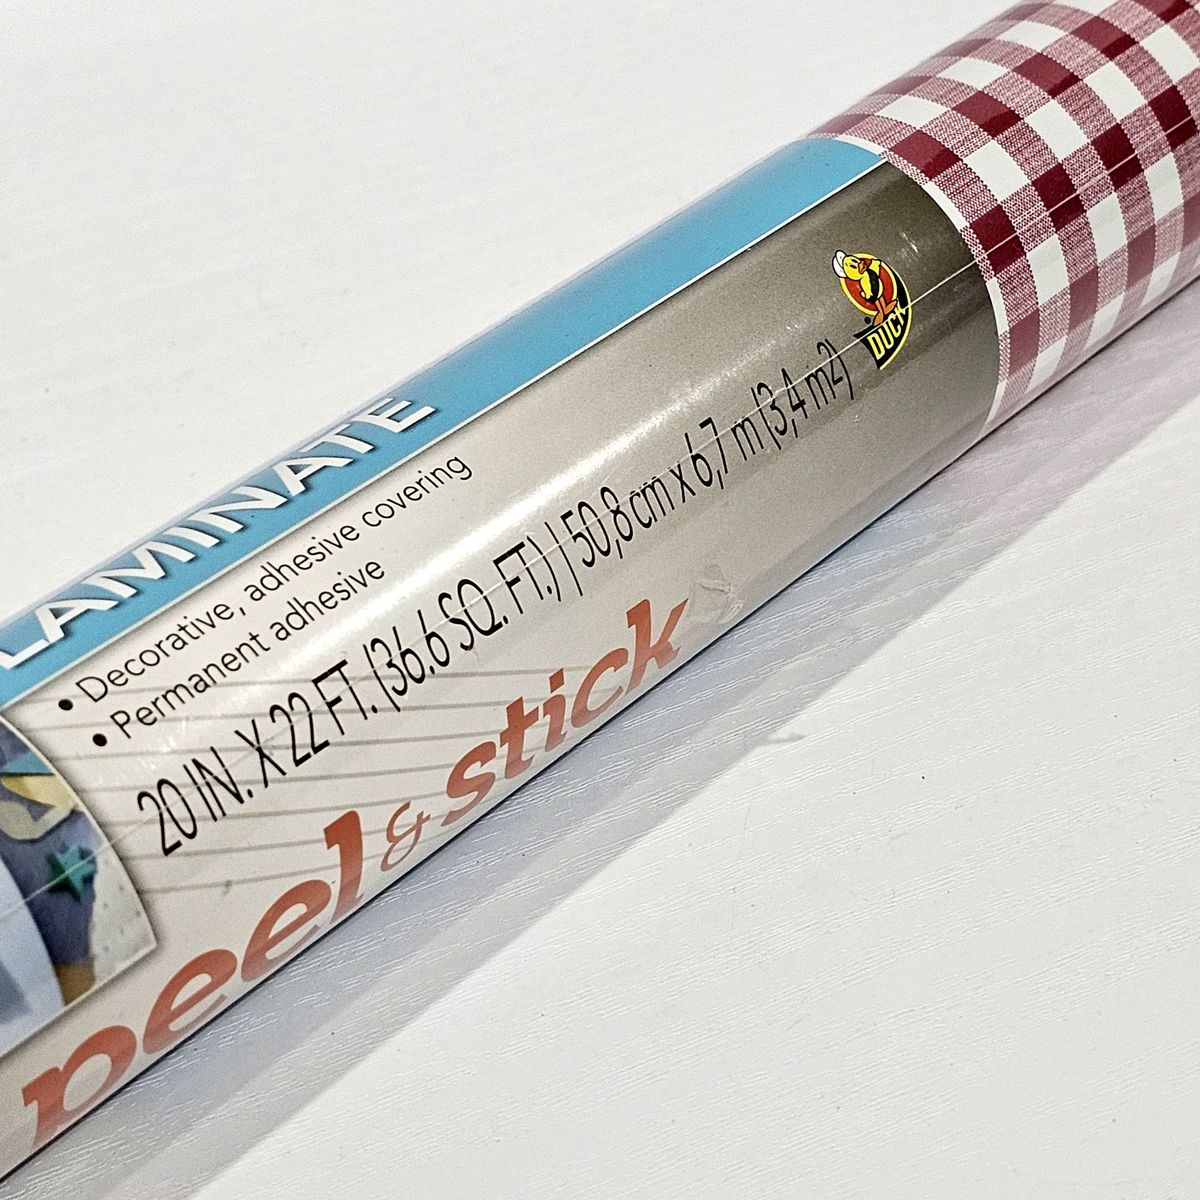 LAMINATE
• Decorative, adhesive covering
• Permanent adhesive
20 IN. X 22 FT. (36.6 SQ. FT.) | 50,8 cm x 6,7 m (3,4 m²)
DUCK
peel & stick